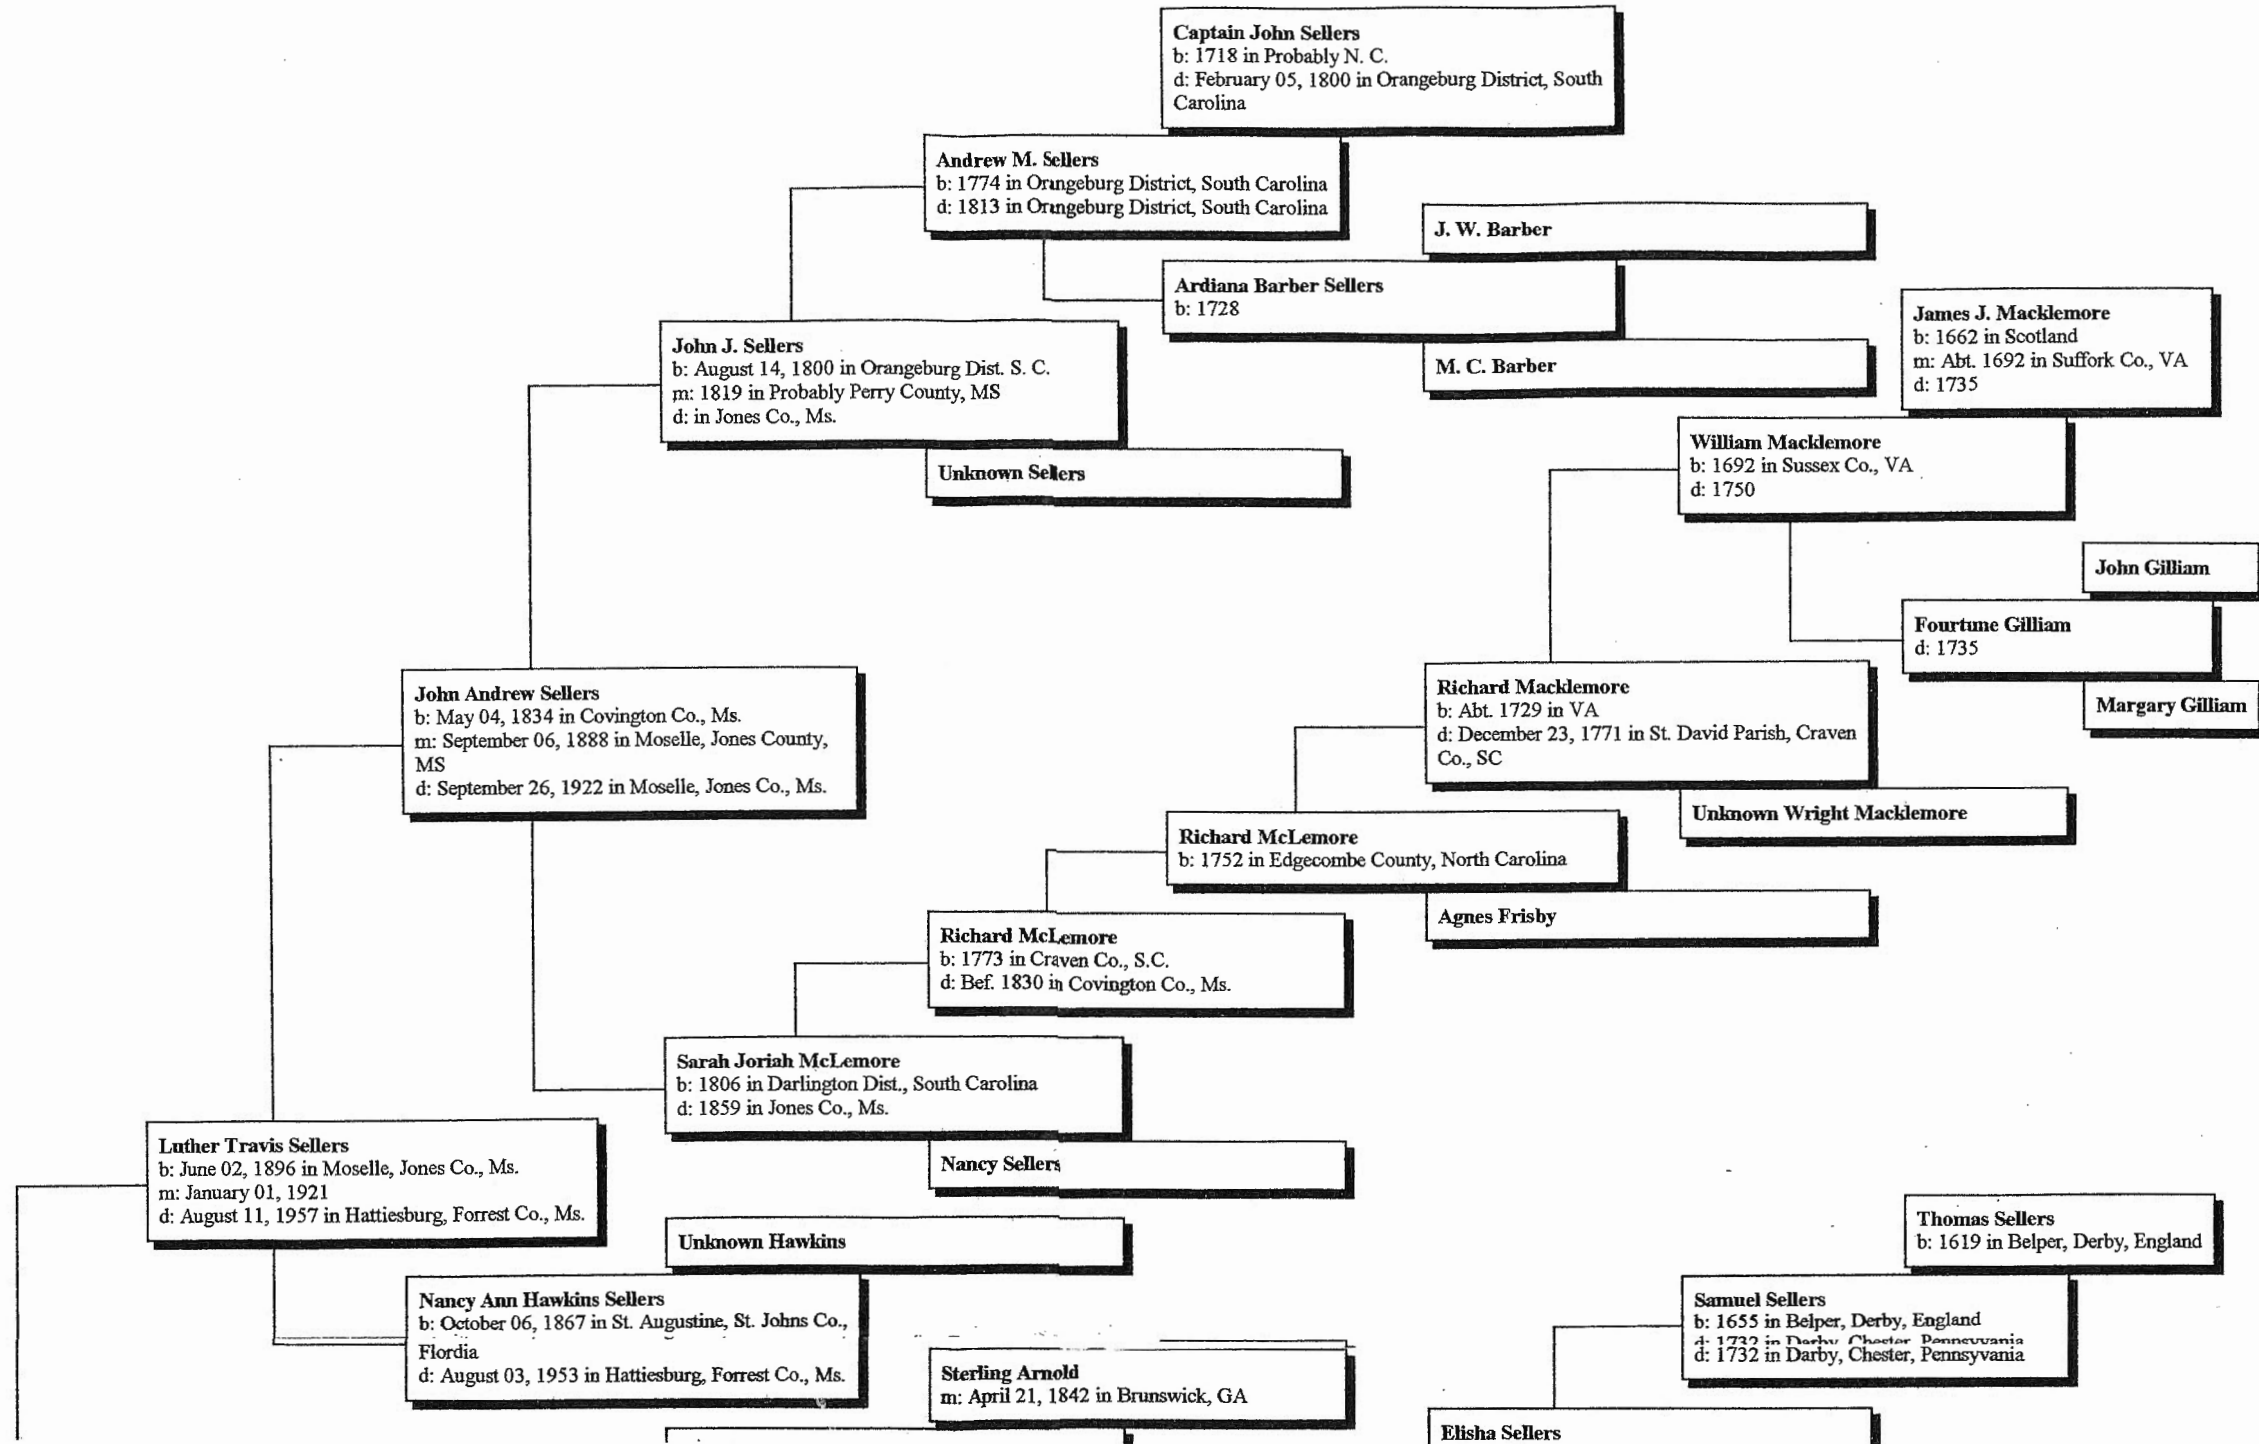 Captain John Sellers
b: 1718 in Probably N. C.
d: February 05, 1800 in Orangeburg District, South
Carolina
Andrew M. Sellers
b: 1774 in Orangeburg District, South Carolina
d: 1813 in Orangeburg District, South Carolina
J. W. Barber
Ardiana Barber Sellers
b: 1728
M. C. Barber
James J. Macklemore
b: 1662 in Scotland
m: Abt. 1692 in Suffork Co., VA
d: 1735
John J. Sellers
b: August 14, 1800 in Orangeburg Dist. S. C.
m: 1819 in Probably Perry County, MS
d: in Jones Co., Ms.
William Macklemore
b: 1692 in Sussex Co., VA
d: 1750
Unknown Sellers
John Gilliam
Fourtune Gilliam
d: 1735
Margary Gilliam
John Andrew Sellers
b: May 04, 1834 in Covington Co., Ms.
m: September 06, 1888 in Moselle, Jones County,
MS
d: September 26, 1922 in Moselle, Jones Co., Ms.
Richard Macklemore
b: Abt. 1729 in VA
d: December 23, 1771 in St. David Parish, Craven
Co., SC
Unknown Wright Macklemore
Richard McLemore
b: 1752 in Edgecombe County, North Carolina
Agnes Frisby
Richard McLemore
b: 1773 in Craven Co., S.C.
d: Bef. 1830 in Covington Co., Ms.
Sarah Joriah McLemore
b: 1806 in Darlington Dist., South Carolina
d: 1859 in Jones Co., Ms.
Nancy Sellers
Luther Travis Sellers
b: June 02, 1896 in Moselle, Jones Co., Ms.
m: January 01, 1921
d: August 11, 1957 in Hattiesburg, Forrest Co., Ms.
Unknown Hawkins
Nancy Ann Hawkins Sellers
b: October 06, 1867 in St. Augustine, St. Johns Co.,
Flordia
d: August 03, 1953 in Hattiesburg, Forrest Co., Ms.
Sterling Arnold
m: April 21, 1842 in Brunswick, GA
Thomas Sellers
b: 1619 in Belper, Derby, England
Samuel Sellers
b: 1655 in Belper, Derby, England
d: 1732 in Darby, Chester, Pennsyvania
d: 1732 in Darby, Chester, Pennsyvania
Elisha Sellers